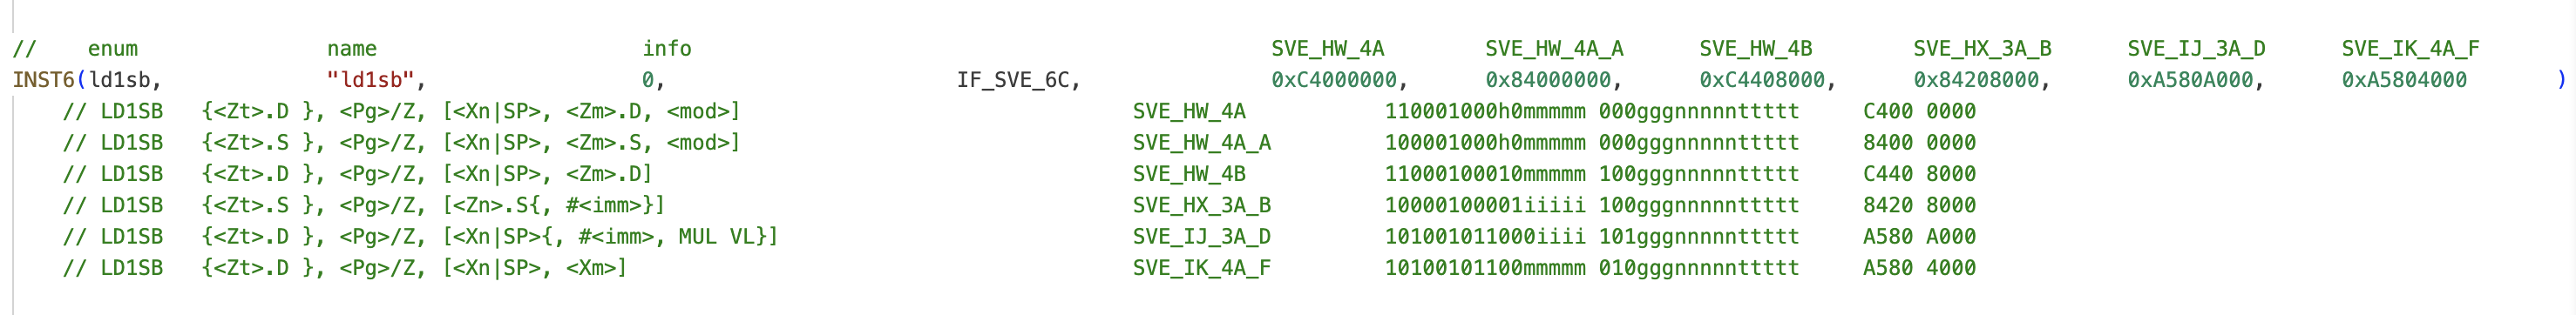 //    enum               name                     info                                              SVE_HW_4A        SVE_HW_4A_A      SVE_HW_4B        SVE_HX_3A_B      SVE_IJ_3A_D      SVE_IK_4A_F
INST6(ld1sb,             "ld1sb",                 0,                       IF_SVE_6C,               0xC4000000,      0x84000000,      0xC4408000,      0x84208000,      0xA580A000,      0xA5804000       )
    // LD1SB   {<Zt>.D }, <Pg>/Z, [<Xn|SP>, <Zm>.D, <mod>]                               SVE_HW_4A           110001000h0mmmmm 000gggnnnnnttttt     C400 0000
    // LD1SB   {<Zt>.S }, <Pg>/Z, [<Xn|SP>, <Zm>.S, <mod>]                               SVE_HW_4A_A         100001000h0mmmmm 000gggnnnnnttttt     8400 0000
    // LD1SB   {<Zt>.D }, <Pg>/Z, [<Xn|SP>, <Zm>.D]                                      SVE_HW_4B           11000100010mmmmm 100gggnnnnnttttt     C440 8000
    // LD1SB   {<Zt>.S }, <Pg>/Z, [<Zn>.S{, #<imm>}]                                     SVE_HX_3A_B         10000100001iiiii 100gggnnnnnttttt     8420 8000
    // LD1SB   {<Zt>.D }, <Pg>/Z, [<Xn|SP>{, #<imm>, MUL VL}]                            SVE_IJ_3A_D         101001011000iiii 101gggnnnnnttttt     A580 A000
    // LD1SB   {<Zt>.D }, <Pg>/Z, [<Xn|SP>, <Xm>]                                        SVE_IK_4A_F         10100101100mmmmm 010gggnnnnnttttt     A580 4000